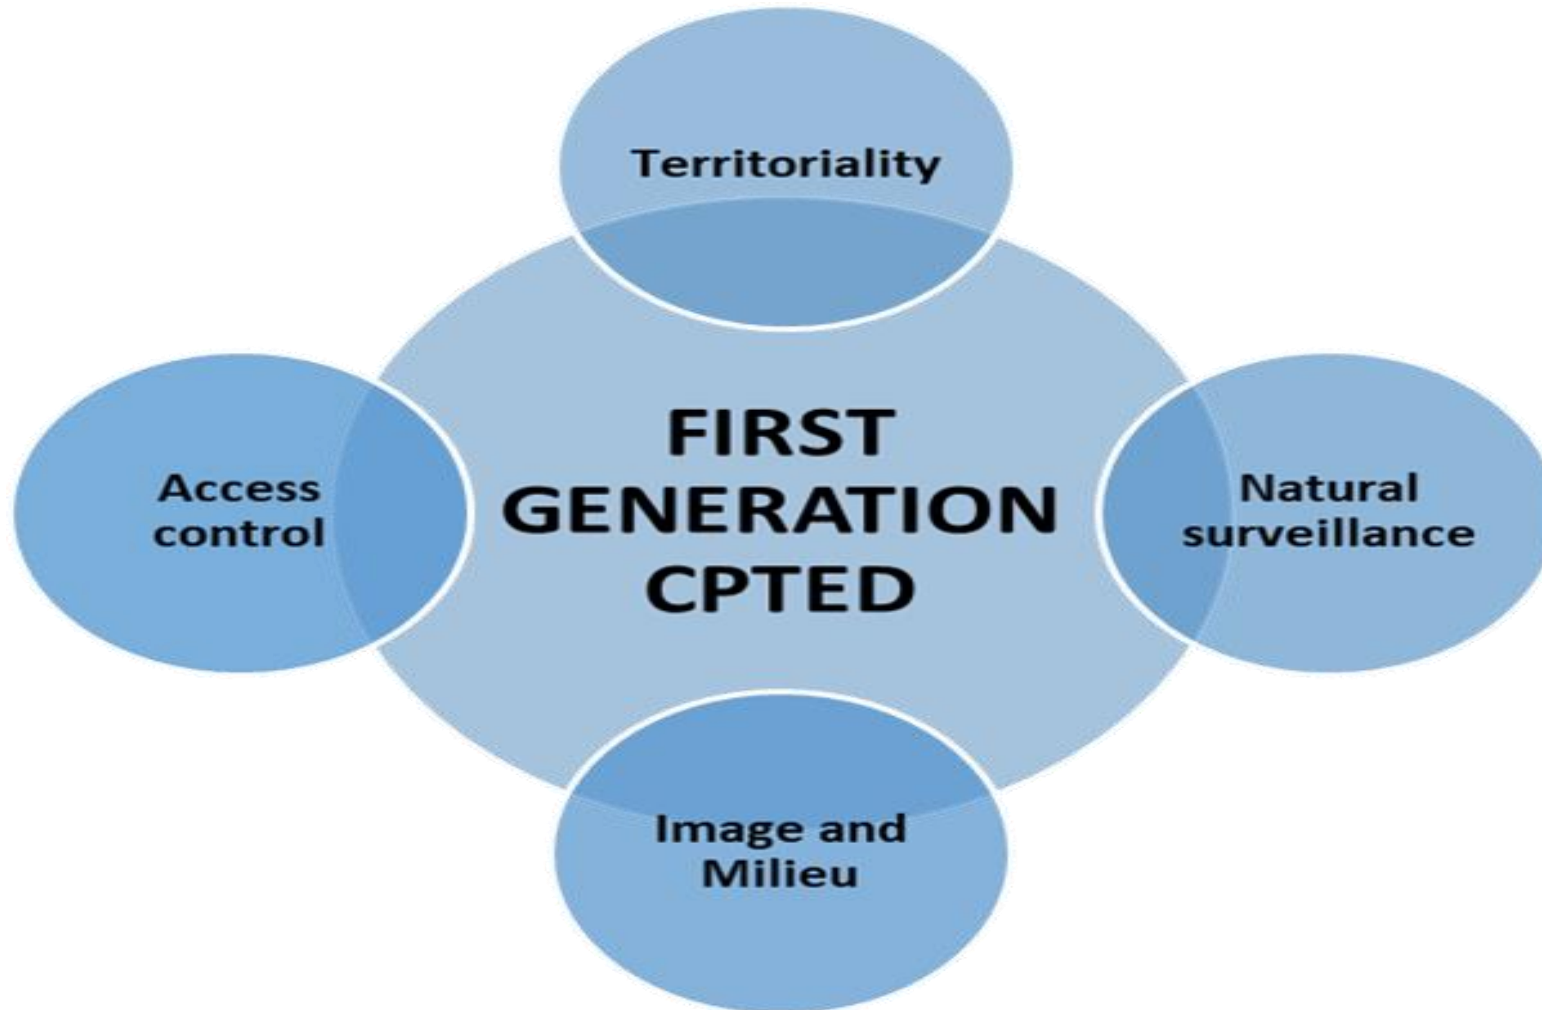 Territoriality
FIRST
GENERATION
CPTED
Access
control
Natural
surveillance
Image and
Milieu